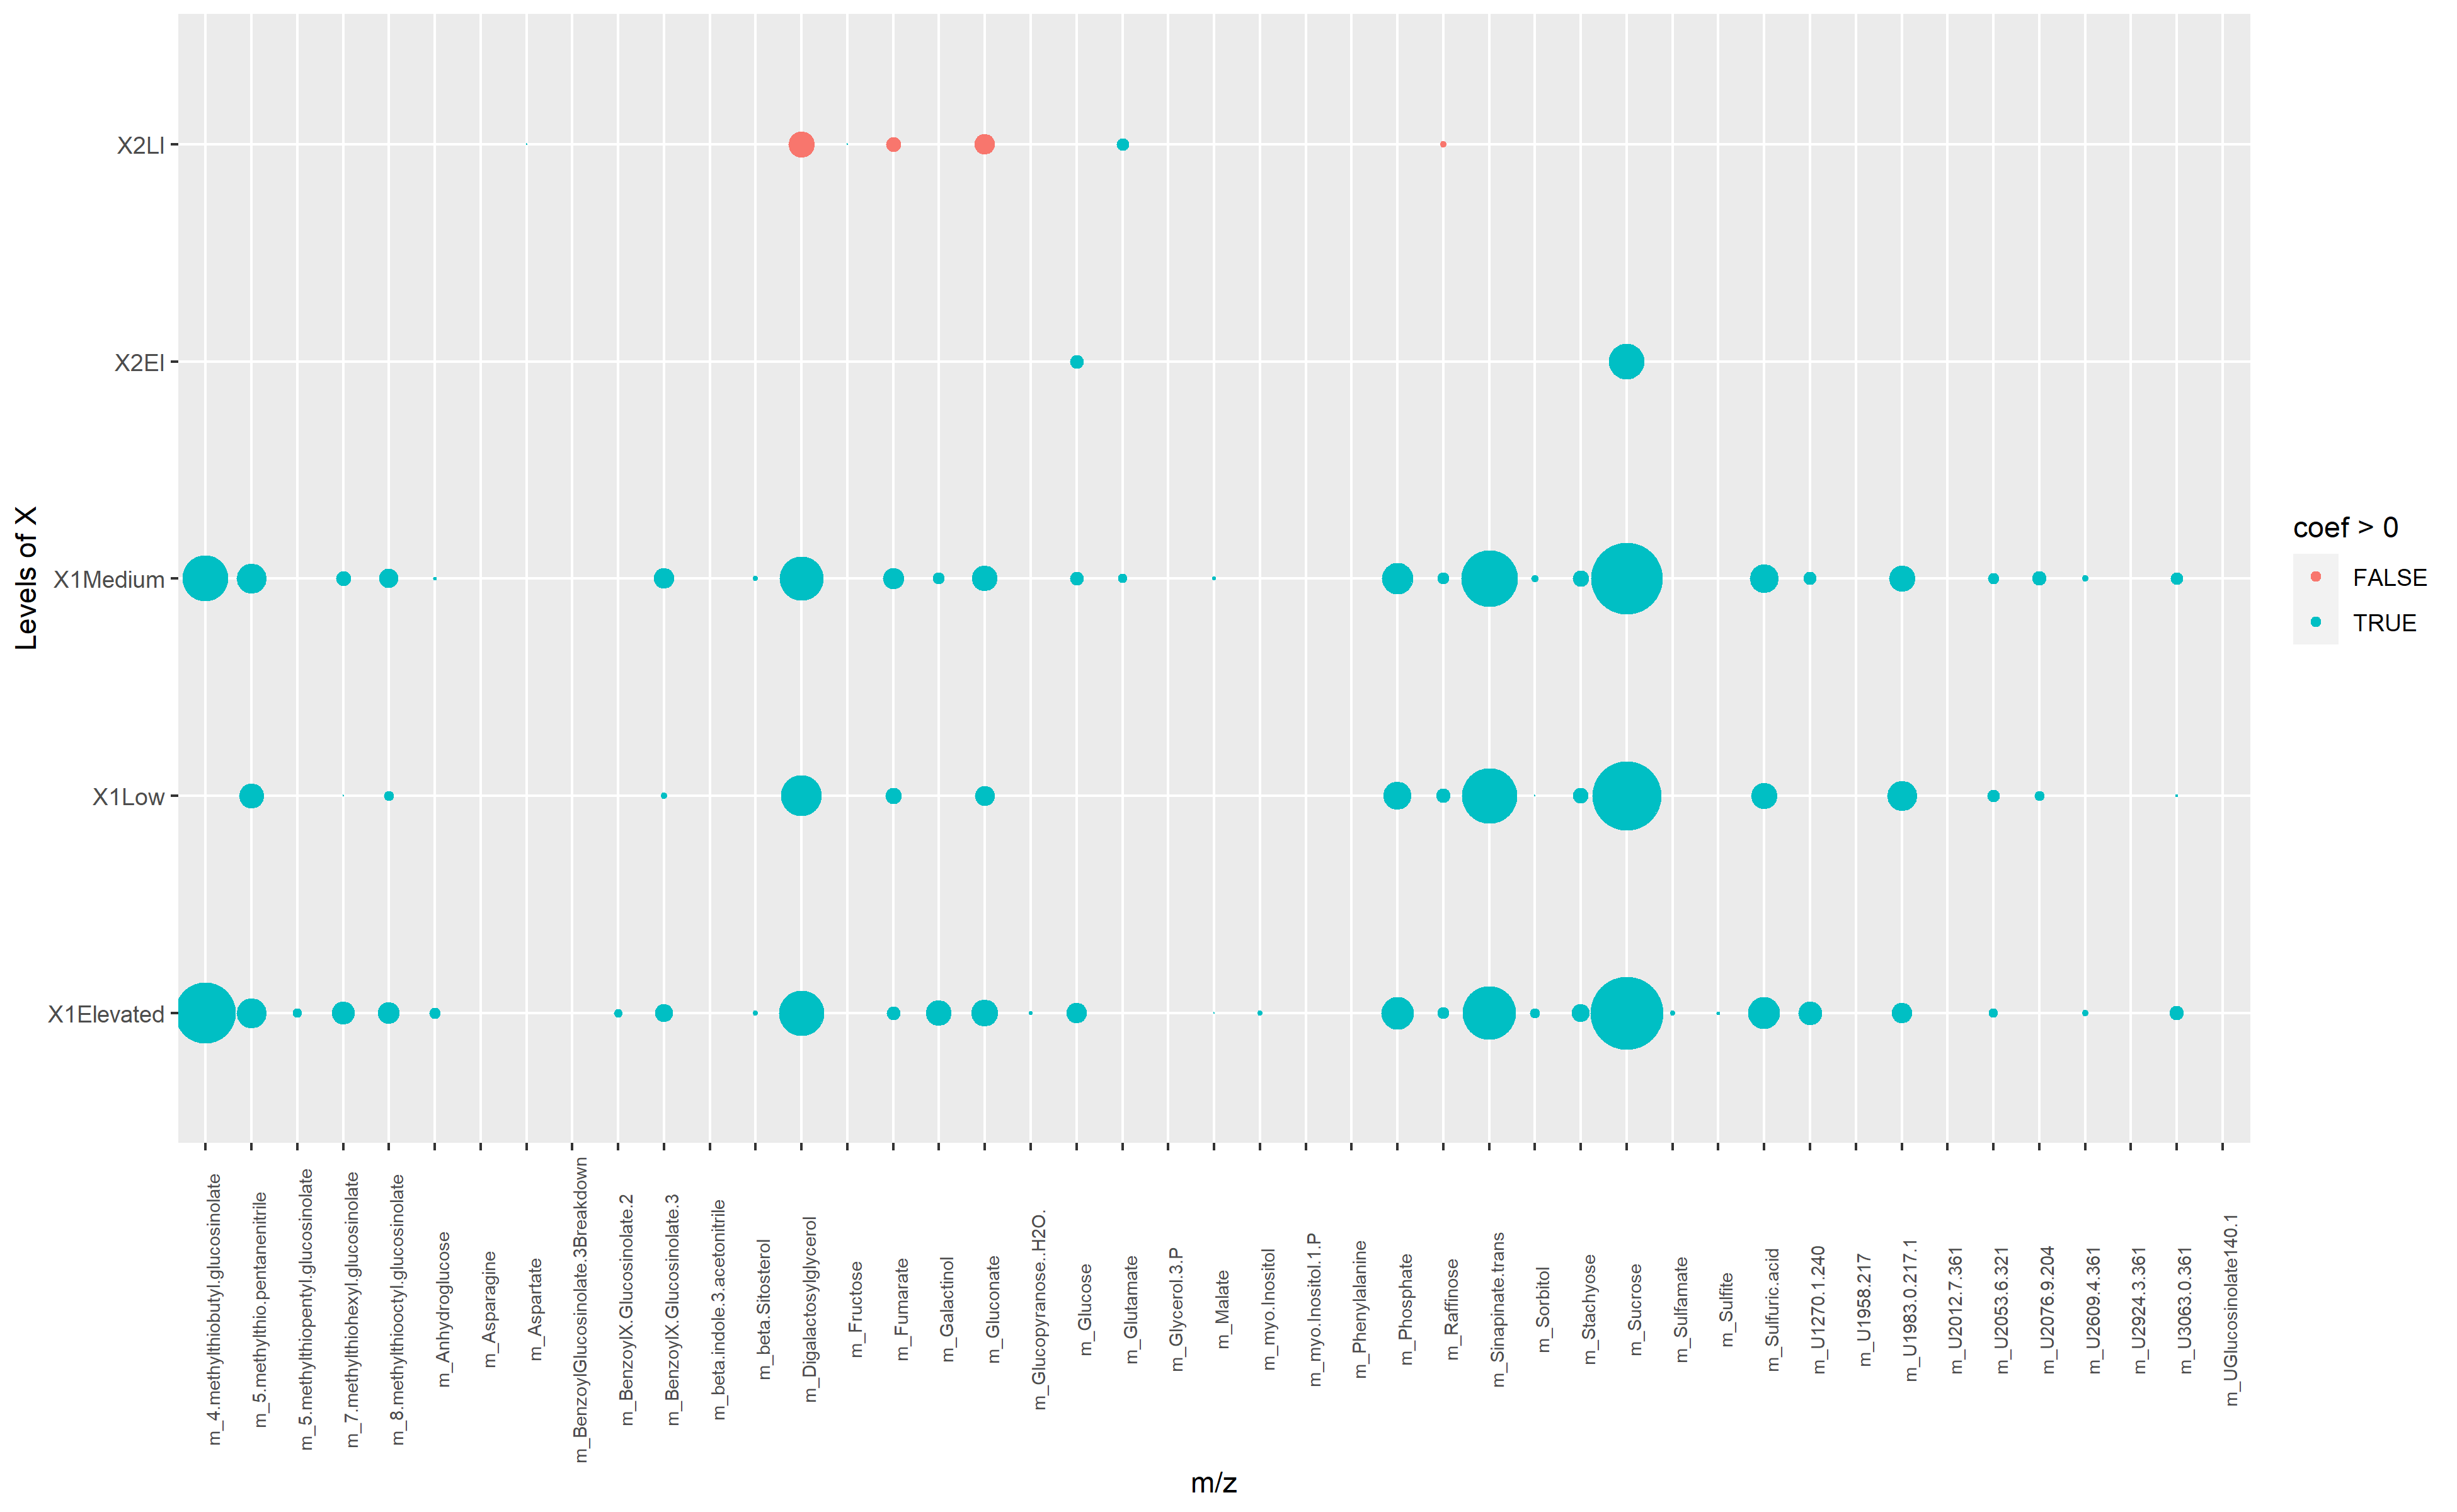 Levels of X
X2LI
X2EI
X1Medium
X1Low
X1Elevated
m_4.methylthiobutyl.glucosinolate
m_5.methylthio.pentanenitrile
m_5.methylthiopentyl.glucosinolate
m_7.methylthiohexyl.glucosinolate
m_8.methylthiooctyl.glucosinolate
m_Anhydroglucose
m_Asparagine
m_Aspartate
m_BenzoylGlucosinolate.3Breakdown
m_BenzoylX.Glucosinolate.2
m_BenzoylX.Glucosinolate.3
m_beta.indole.3.acetonitrile
m_beta.Sitosterol
m_Digalactosylglycerol
m_Fructose
m_Fumarate
m_Galactinol
m_Gluconate
m_Glucopyranose..H2O.
m_Glucose
m_Glutamate
m_Glycerol.3.P
m_Malate
m_myo.Inositol
m_myo.Inositol.1.P
m_Phenylalanine
m_Phosphate
m_Raffinose
m_Sinapinate.trans
m_Sorbitol
m_Stachyose
m_Sucrose
m_Sulfamate
m_Sulfite
m_Sulfuric.acid
m_U1270.1.240
m_U1958.217
m_U1983.0.217.1
m_U2012.7.361
m_U2053.6.321
m_U2076.9.204
m_U2609.4.361
m_U2924.3.361
m_U3063.0.361
m_UGlucosinolate140.1
m/z
coef > 0
FALSE
TRUE